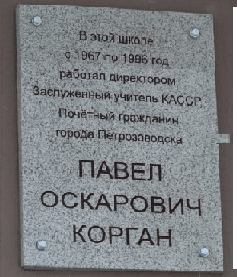 В этой школе
с 1967 по 1996 год
работал директором
Заслуженный учитель КАССР
Почётный гражданин
города Петрозаводска
ПАВЕЛ
ОСКАРОВИЧ
КОРГАН